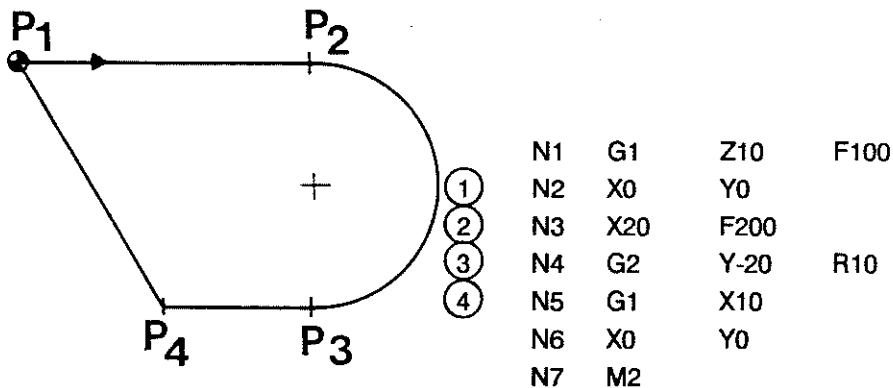 P1
P2
N1 G1 Z10 F100
1 N2 X0 Y0
2 N3 X20 F200
3 N4 G2 Y-20 R10
4 N5 G1 X10
P4
P3
N6 X0 Y0
N7 M2